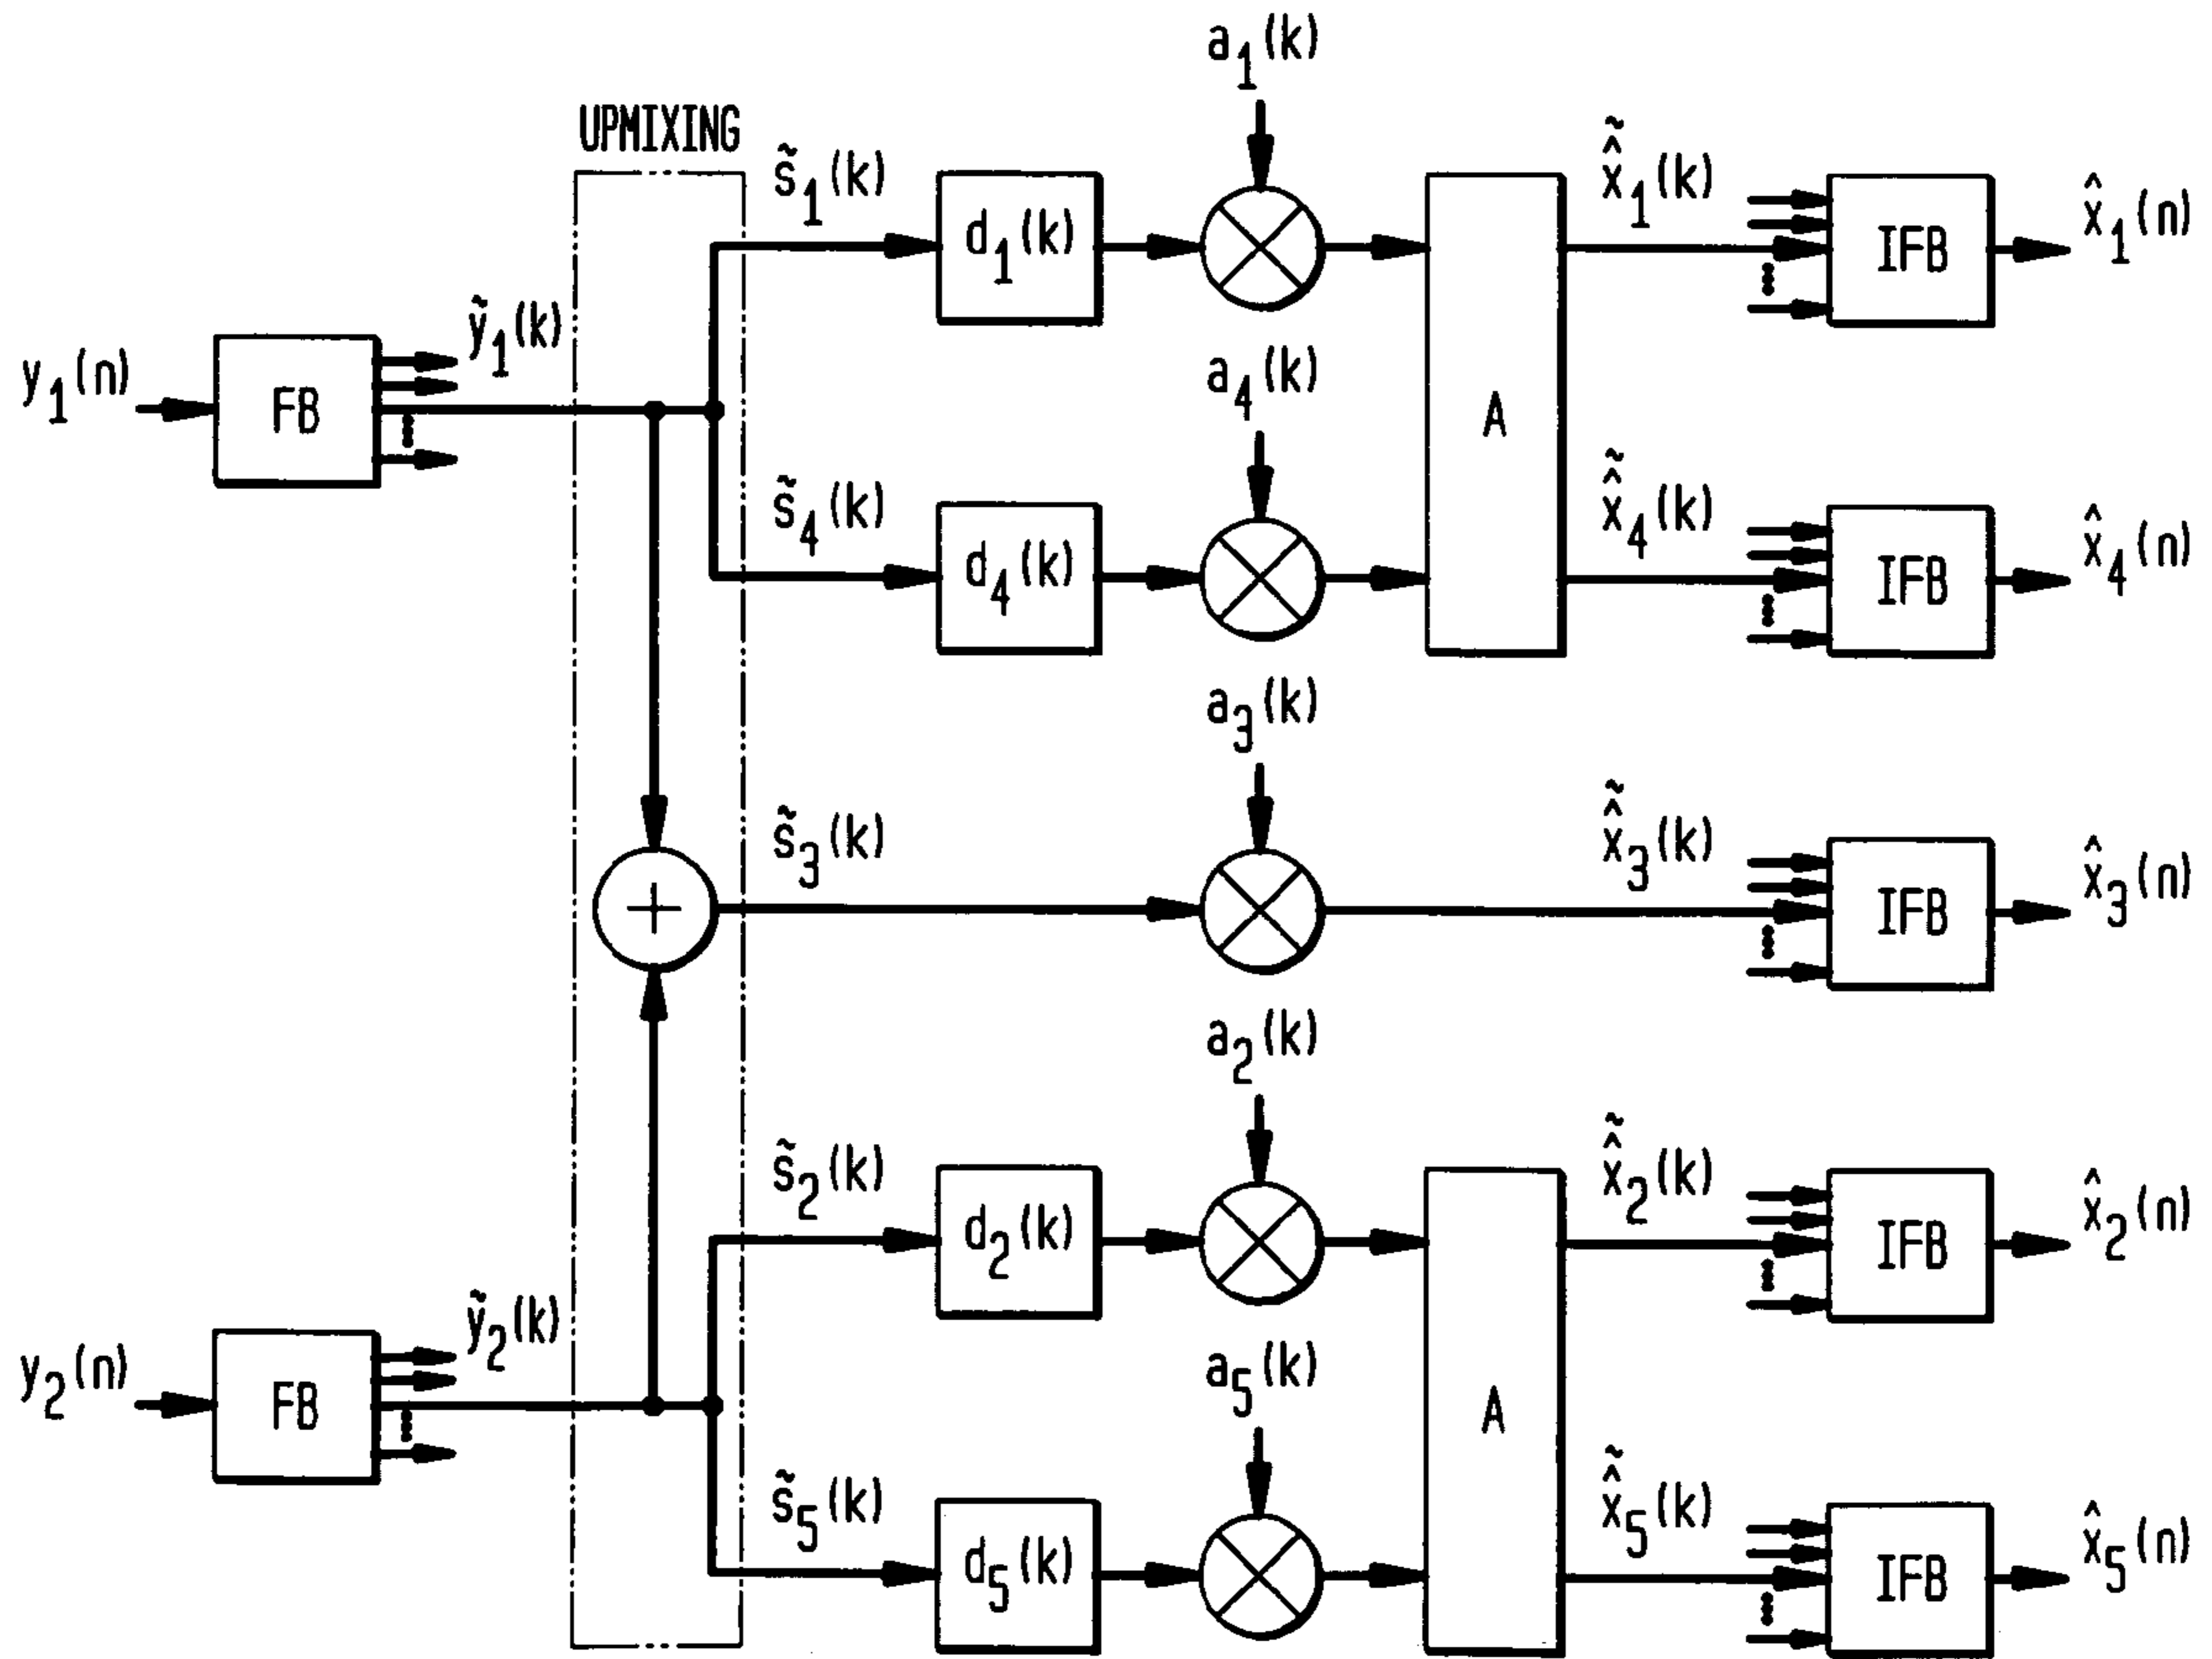 a₁(k)
UPMIXING
s̃₁(k)
d₁(k)
x̃̂₁(k)
IFB
x̂₁(n)
y₁(n)
FB
ỹ₁(k)
a₄(k)
A
s̃₄(k)
d₄(k)
x̃̂₄(k)
IFB
x̂₄(n)
a₃(k)
s̃₃(k)
x̃̂₃(k)
IFB
x̂₃(n)
a₂(k)
s̃₂(k)
d₂(k)
x̃̂₂(k)
IFB
x̂₂(n)
y₂(n)
FB
ỹ₂(k)
a₅(k)
A
s̃₅(k)
d₅(k)
x̃̂₅(k)
IFB
x̂₅(n)